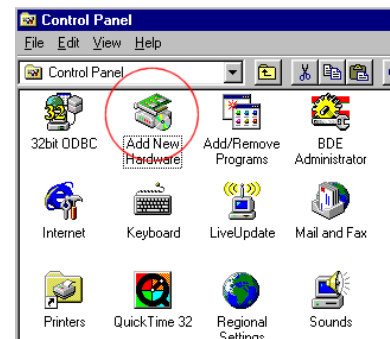 Control Panel
File Edit View Help
Control Panel
32bit ODBC
Add New
Hardware
Add/Remove
Programs
BDE
Administrator
Internet
Keyboard
LiveUpdate
Mail and Fax
Printers
QuickTime 32
Regional
Settings
Sounds